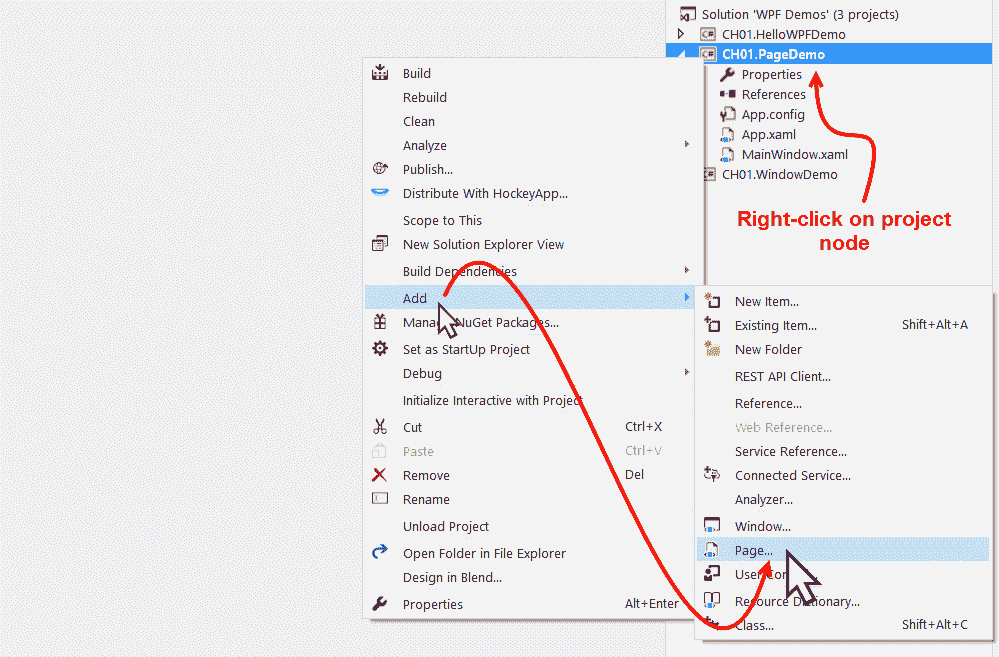 Solution 'WPF Demos' (3 projects)
CH01.HelloWPFDemo
CH01.PageDemo
Properties
References
App.config
App.xaml
MainWindow.xaml
CH01.WindowDemo
Right-click on project
node
Build
Rebuild
Clean
Analyze
Publish...
Distribute With HockeyApp...
Scope to This
New Solution Explorer View
Build Dependencies
Add
Manage NuGet Packages...
Set as StartUp Project
Debug
Initialize Interactive with Project
Cut Ctrl+X
Paste Ctrl+V
Remove Del
Rename
Unload Project
Open Folder in File Explorer
Design in Blend...
Properties Alt+Enter
New Item...
Existing Item... Shift+Alt+A
New Folder
REST API Client...
Reference...
Web Reference...
Service Reference...
Connected Service...
Analyzer...
Window...
Page...
User
Resource Dictionary...
Class... Shift+Alt+C